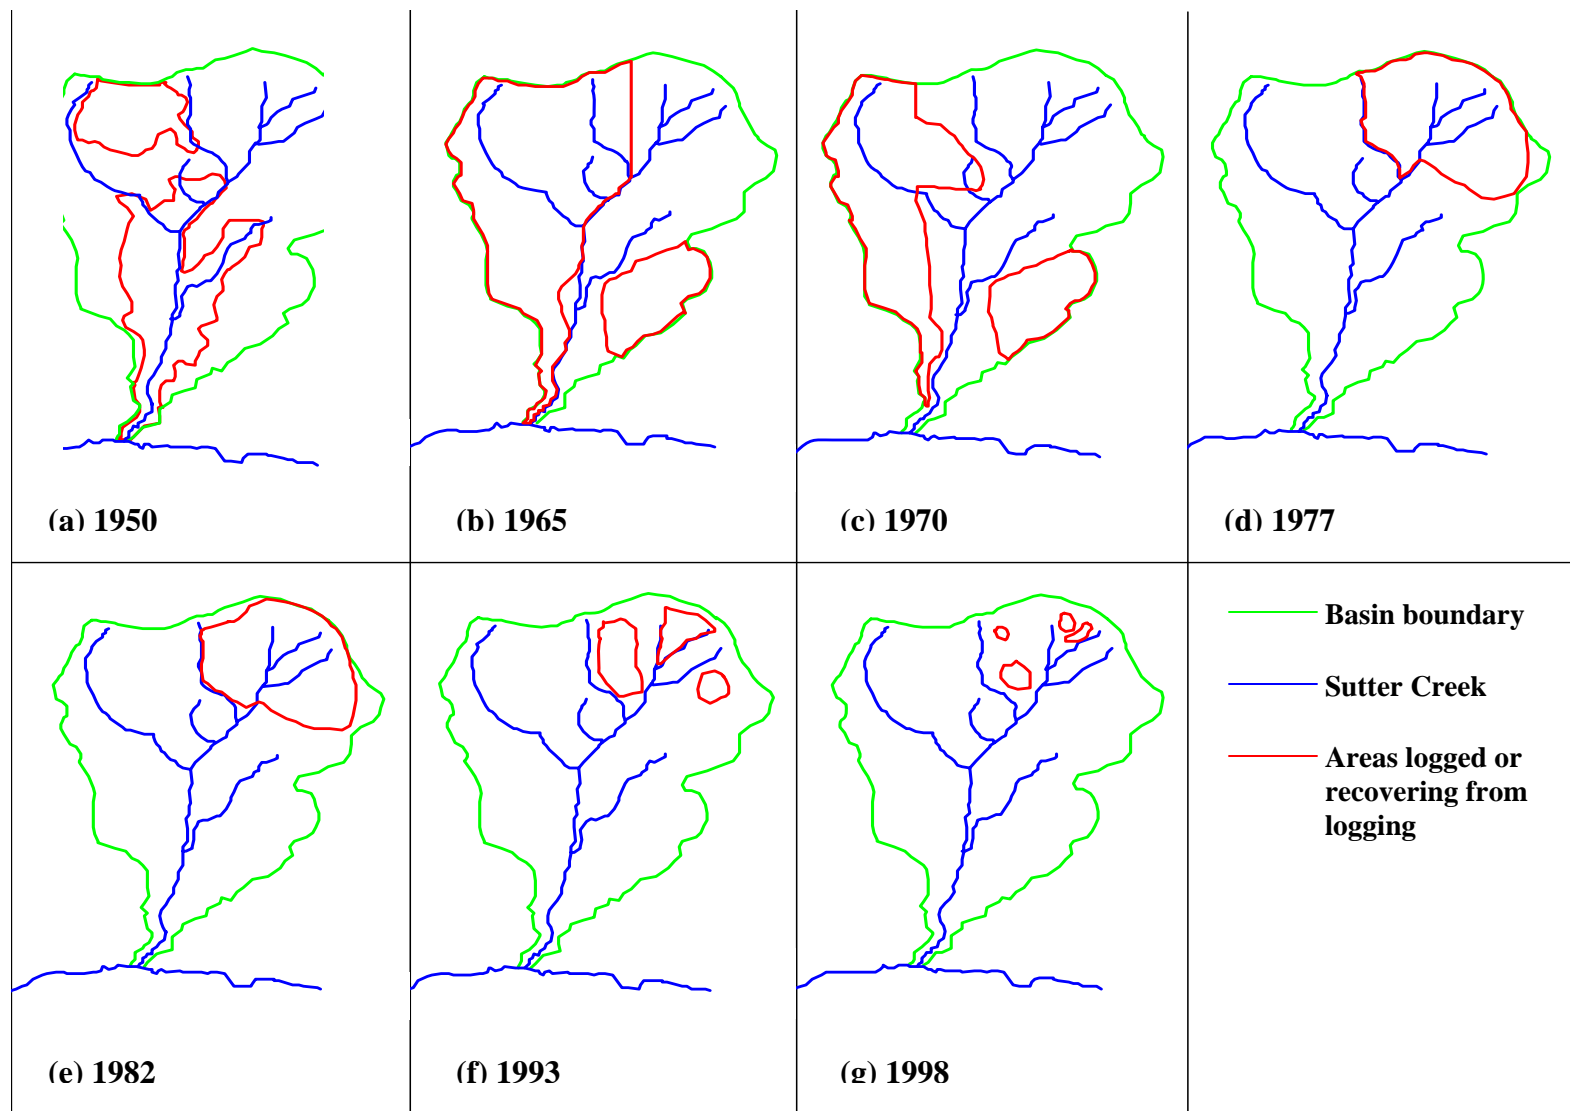 (a) 1950
(b) 1965
(c) 1970
(d) 1977
(e) 1982
(f) 1993
(g) 1998
Basin boundary
Sutter Creek
Areas logged or
recovering from
logging